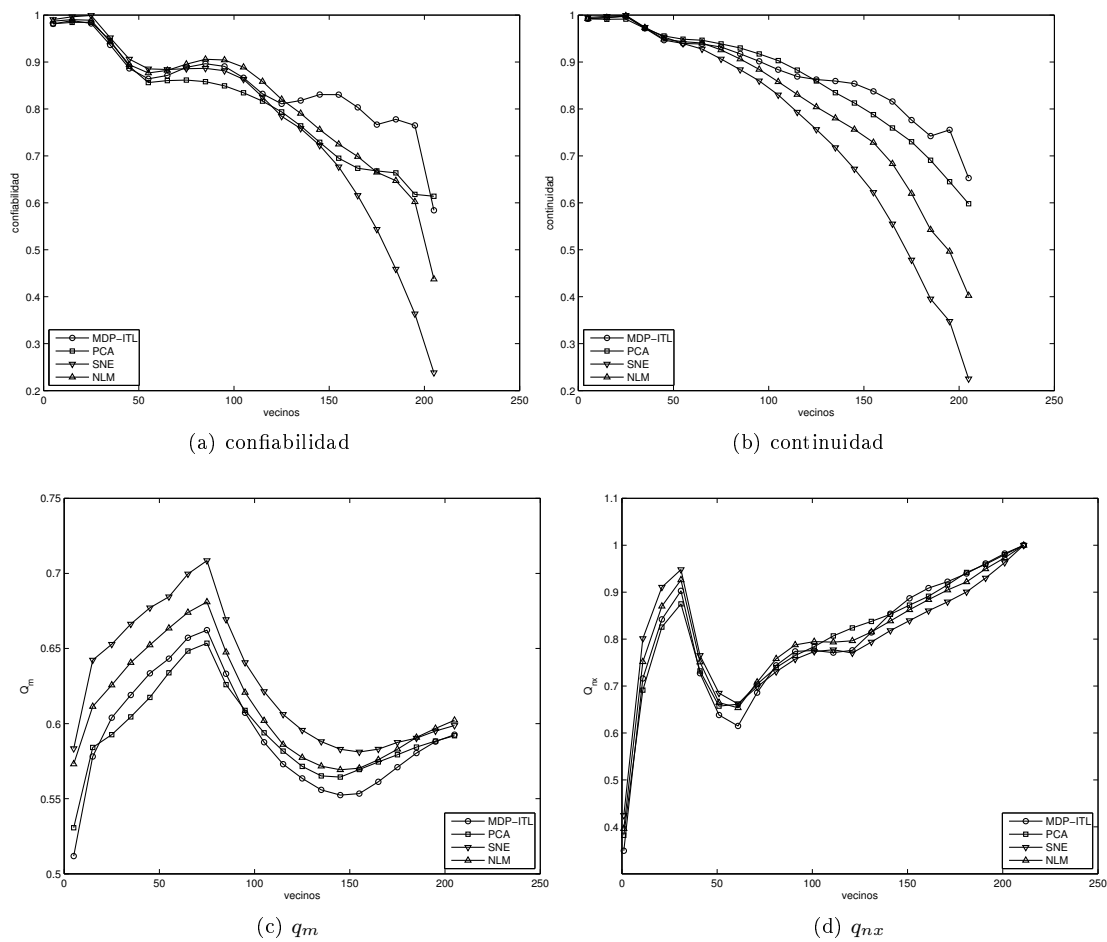 1
0.9
0.8
0.7
0.6
0.5
0.4
0.3
0.2
0 50 100 150 200 250
confiabilidad
vecinos
MDP−ITL
PCA
SNE
NLM
(a) confiabilidad
1
0.9
0.8
0.7
0.6
0.5
0.4
0.3
0.2
0 50 100 150 200 250
continuidad
vecinos
MDP−ITL
PCA
SNE
NLM
(b) continuidad
0.75
0.7
0.65
0.6
0.55
0.5
0 50 100 150 200 250
Q_m
vecinos
MDP−ITL
PCA
SNE
NLM
(c) q_m
1.1
1
0.9
0.8
0.7
0.6
0.5
0.4
0 50 100 150 200 250
Q_nx
vecinos
MDP−ITL
PCA
SNE
NLM
(d) q_nx